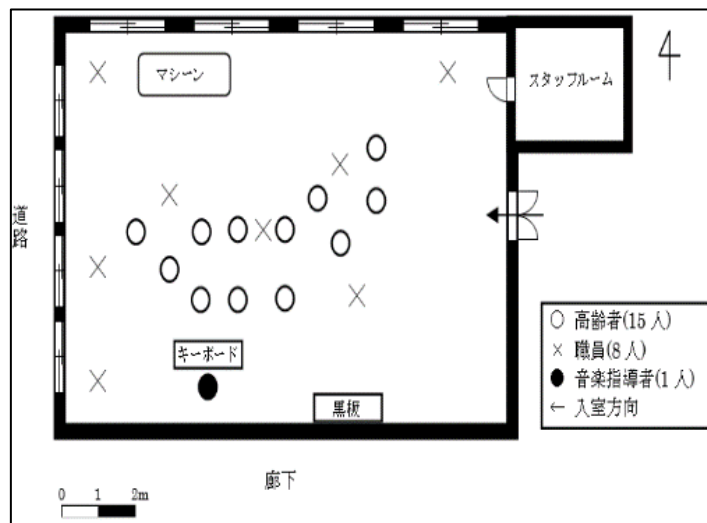 マシーン
スタッフルーム
道路
キーボード
黒板
○ 高齢者(15人)
× 職員(8人)
● 音楽指導者(1人)
← 入室方向
廊下
0 1 2m